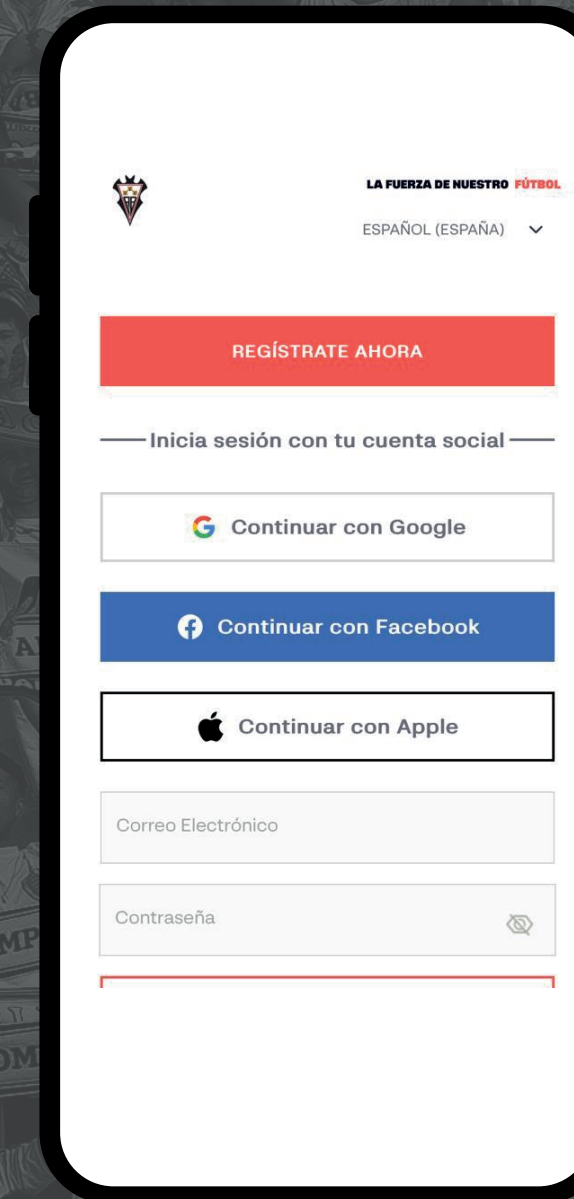 LA FUERZA DE NUESTRO FÚTBOL
ESPAÑOL (ESPAÑA)
REGÍSTRATE AHORA
Inicia sesión con tu cuenta social
Continuar con Google
Continuar con Facebook
Continuar con Apple
Correo Electrónico
Contraseña